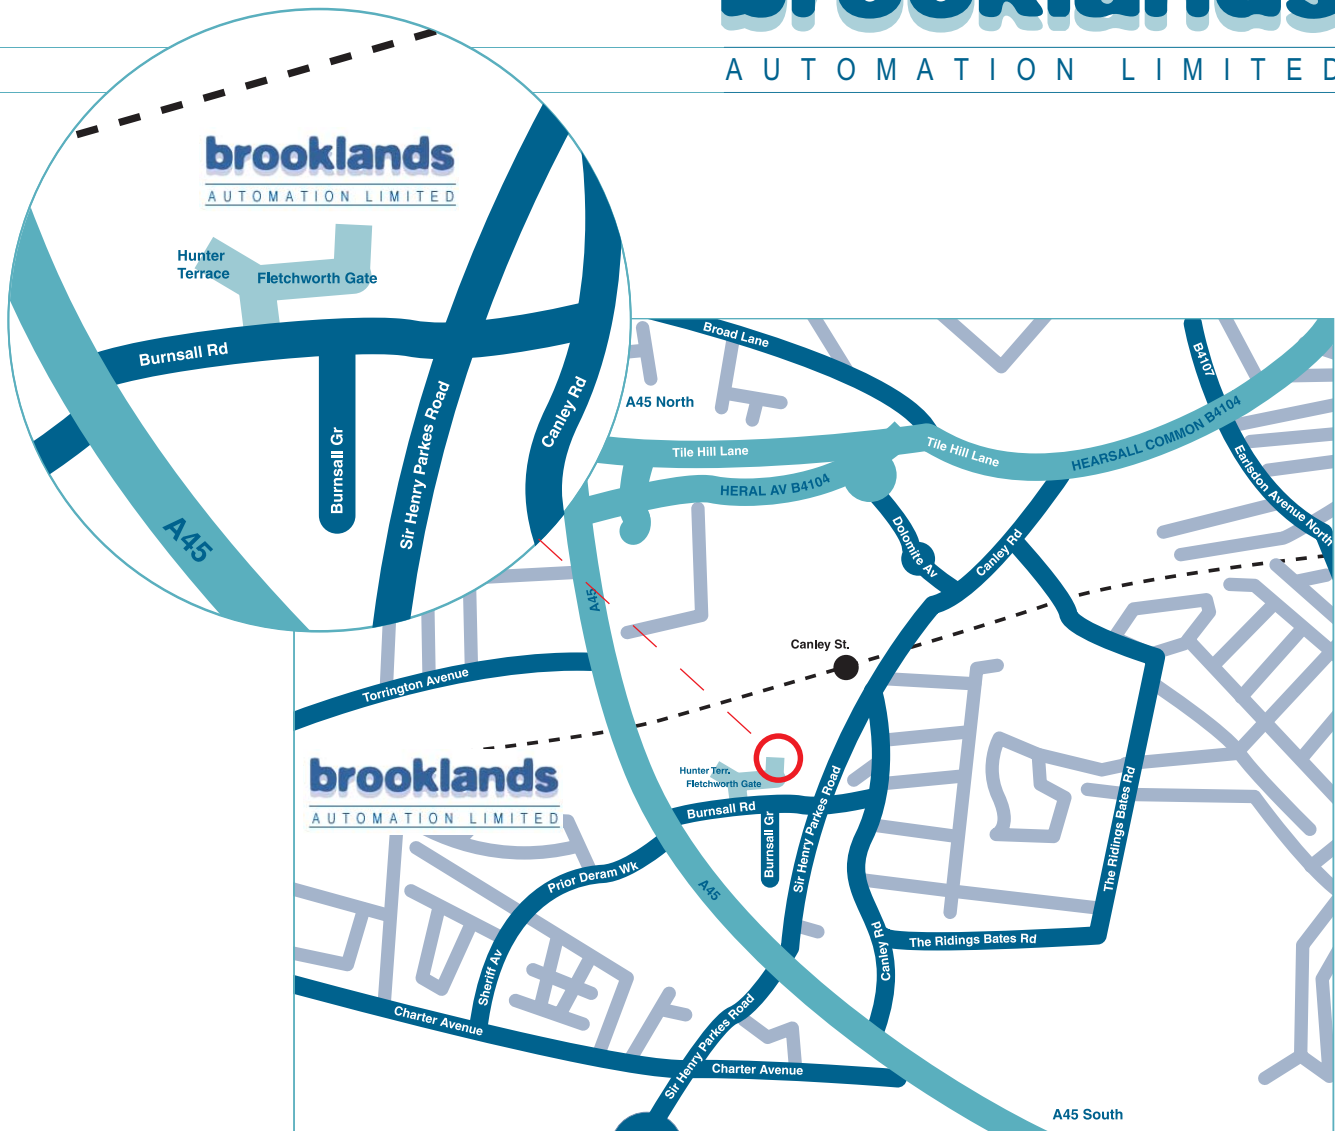 brooklands
AUTOMATION LIMITED
brooklands
AUTOMATION LIMITED
Hunter
Terrace
Fletchworth Gate
Burnsall Rd
Burnsall Gr
Sir Henry Parkes Road
Canley Rd
A45
Broad Lane
A45 North
Tile Hill Lane
Tile Hill Lane
HERAL AV B4104
HEARSALL COMMON B4104
B4107
Earlsdon Avenue North
Dolomite Av
Canley Rd
A45
Canley St.
Torrington Avenue
brooklands
AUTOMATION LIMITED
Hunter Terr.
Fletchworth Gate
Burnsall Rd
Burnsall Gr
Sir Henry Parkes Road
The Ridings Bates Rd
Prior Deram Wk
A45
Canley Rd
The Ridings Bates Rd
Sheriff Av
Charter Avenue
Sir Henry Parkes Road
Charter Avenue
A45 South